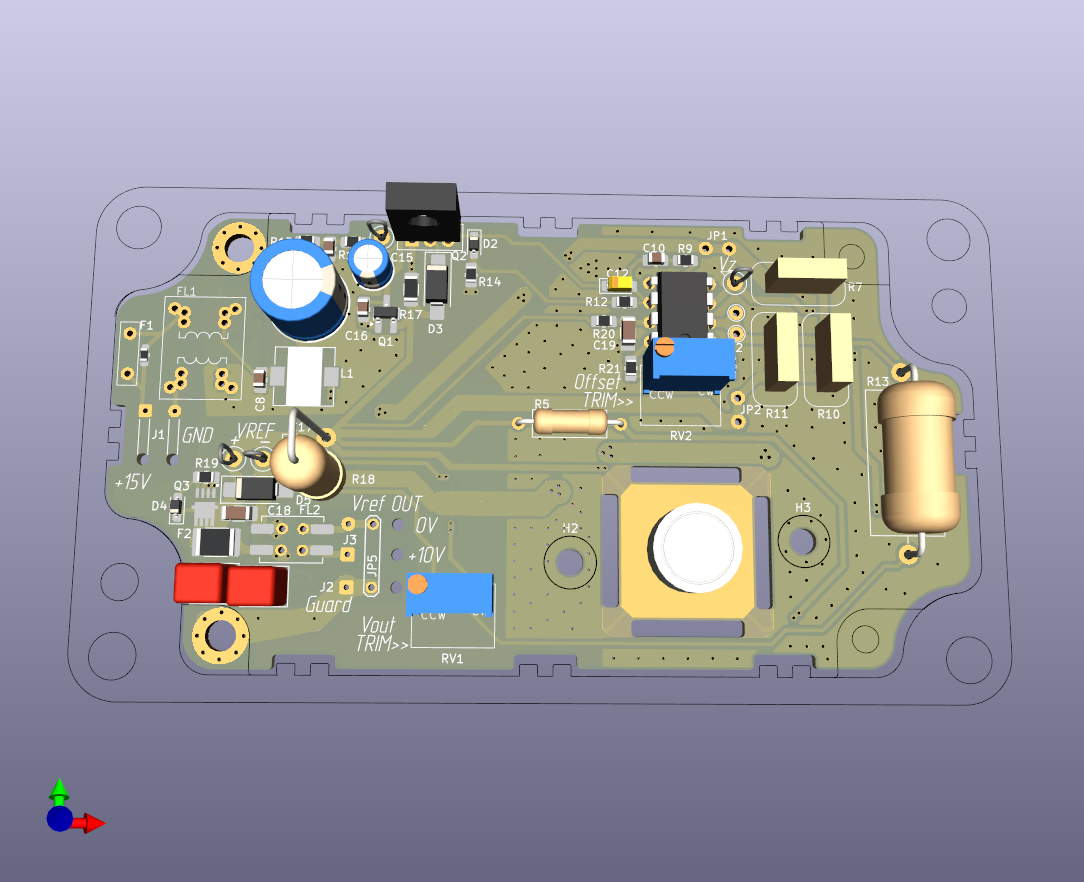 JP1
D2
C15
Q2
C10
R9
Vz
R14
R7
FL1
R12
F1
R17
D3
C16
Q1
R20
C19
L1
C8
R21
Offset
TRIM>>
CCW
CW
R13
R5
JP2
R11
R10
RV2
J1
GND
+
VREF
R19
+15V
Q3
D5
R18
D4
C18
FL2
Vref OUT
0V
F2
J3
JP5
+10V
H2
H3
J2
Guard
CCW
Vout
TRIM>>
RV1